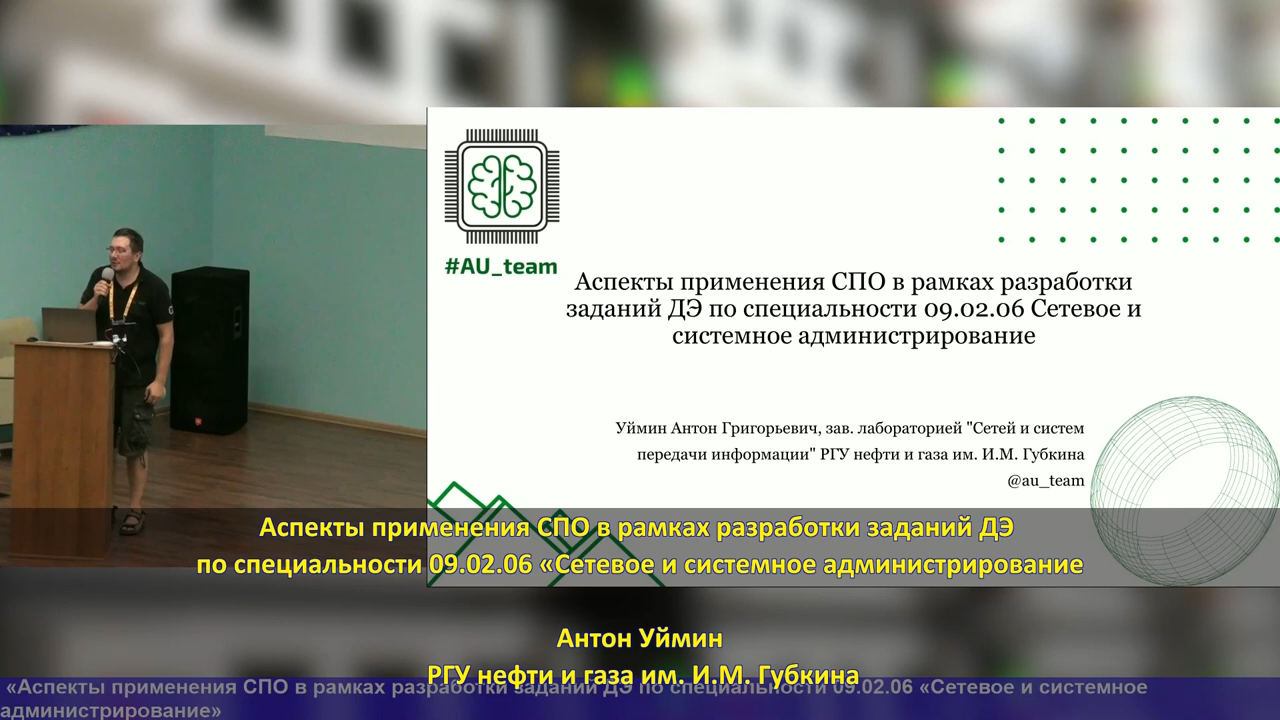 #AU_team
Аспекты применения СПО в рамках разработки
заданий ДЭ по специальности 09.02.06 Сетевое и
системное администрирование
Уймин Антон Григорьевич, зав. лабораторией "Сетей и систем
передачи информации" РГУ нефти и газа им. И.М. Губкина
@au_team
Аспекты применения СПО в рамках разработки заданий ДЭ
по специальности 09.02.06 «Сетевое и системное администрирование
Антон Уймин
РГУ нефти и газа им. И.М. Губкина
«Аспекты применения СПО в рамках разработки заданий ДЭ по специальности 09.02.06 «Сетевое и системное
администрирование»